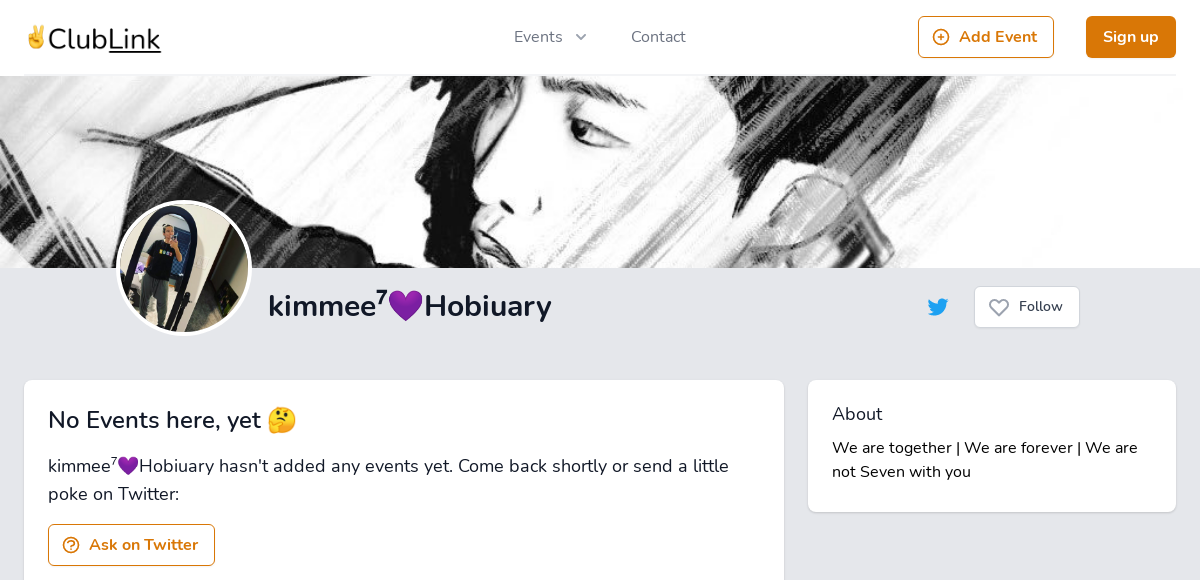 ✌️ClubLink
Events
Contact
Add Event
Sign up
kimmee⁷💜Hobiuary
Follow
No Events here, yet 🤔
kimmee⁷💜Hobiuary hasn't added any events yet. Come back shortly or send a little
poke on Twitter:
Ask on Twitter
About
We are together | We are forever | We are
not Seven with you